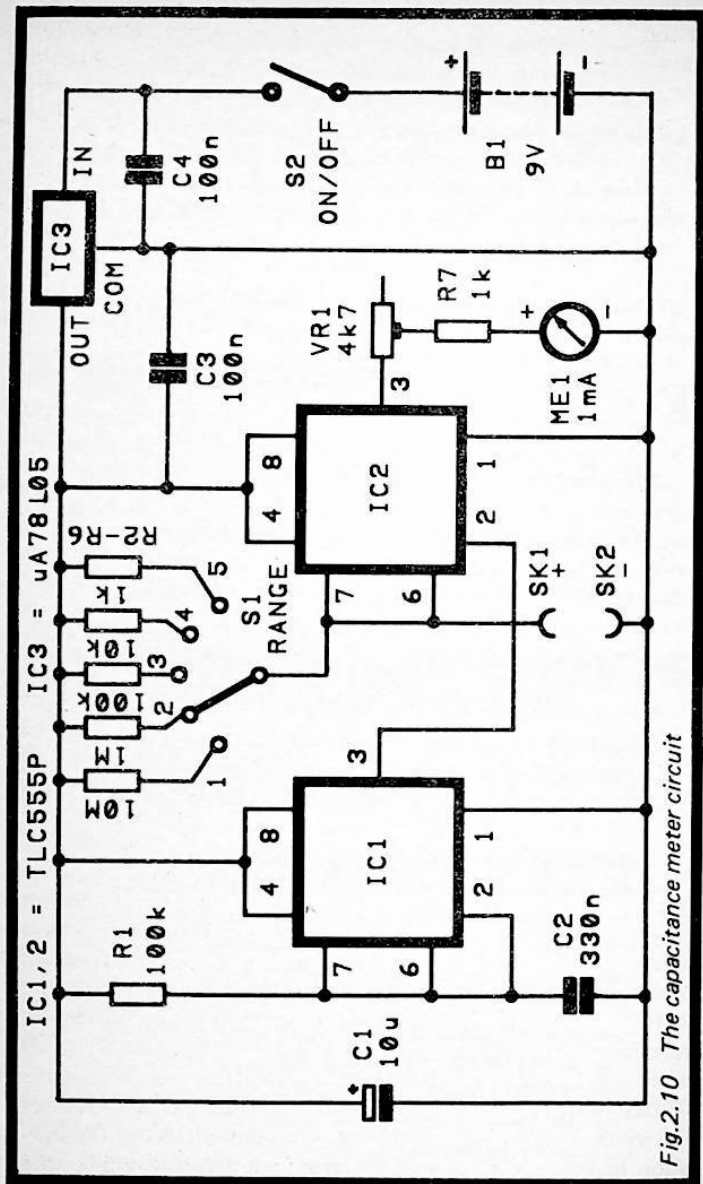 IC1,2 = TLC555P IC3 = uA78L05
R1
100k
C1
+
10u
C2
330n
IC1
4
8
7
6
2
1
3
10M
1M
100k
10k
1k
R2-R6
1
2
3
4
5
S1
RANGE
IC2
4
8
7
6
2
1
3
SK1
+
SK2
-
VR1
4k7
R7
1k
+
ME1
1mA
-
C3
100n
OUT
COM
IN
IC3
C4
100n
S2
ON/OFF
+
B1
9V
-
Fig.2.10 The capacitance meter circuit